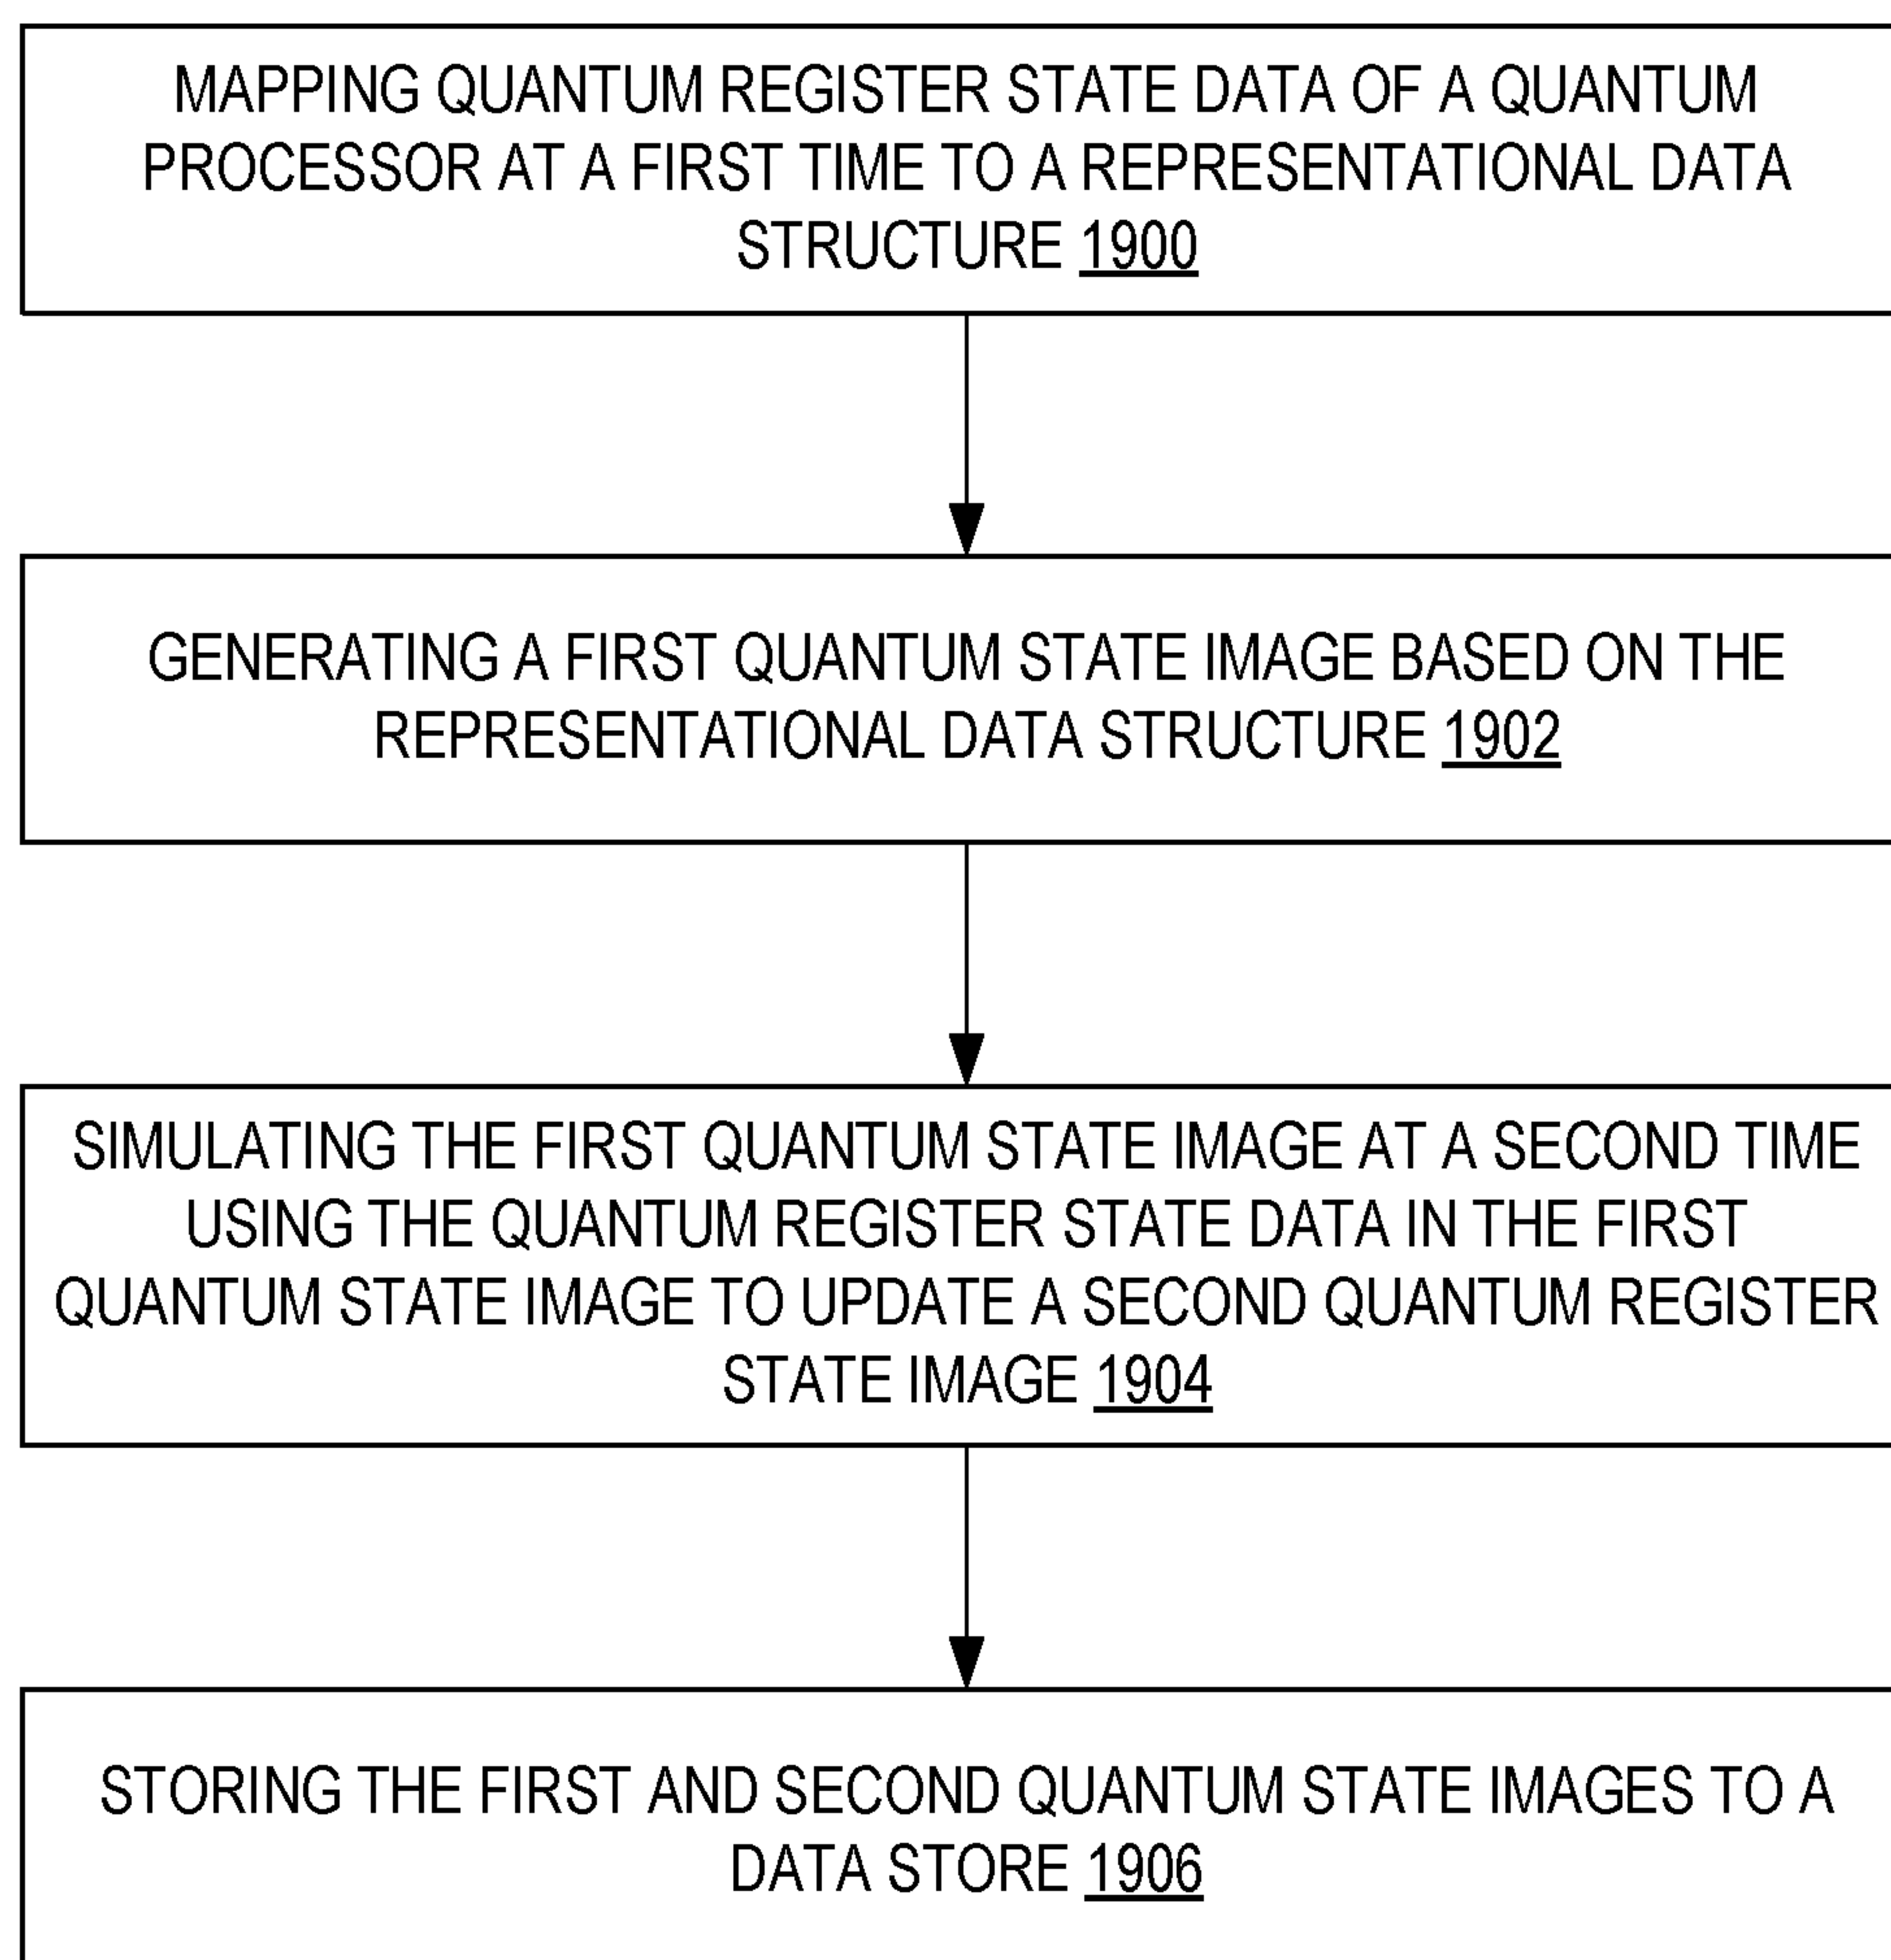 MAPPING QUANTUM REGISTER STATE DATA OF A QUANTUM
PROCESSOR AT A FIRST TIME TO A REPRESENTATIONAL DATA
STRUCTURE 1900
GENERATING A FIRST QUANTUM STATE IMAGE BASED ON THE
REPRESENTATIONAL DATA STRUCTURE 1902
SIMULATING THE FIRST QUANTUM STATE IMAGE AT A SECOND TIME
USING THE QUANTUM REGISTER STATE DATA IN THE FIRST
QUANTUM STATE IMAGE TO UPDATE A SECOND QUANTUM REGISTER
STATE IMAGE 1904
STORING THE FIRST AND SECOND QUANTUM STATE IMAGES TO A
DATA STORE 1906